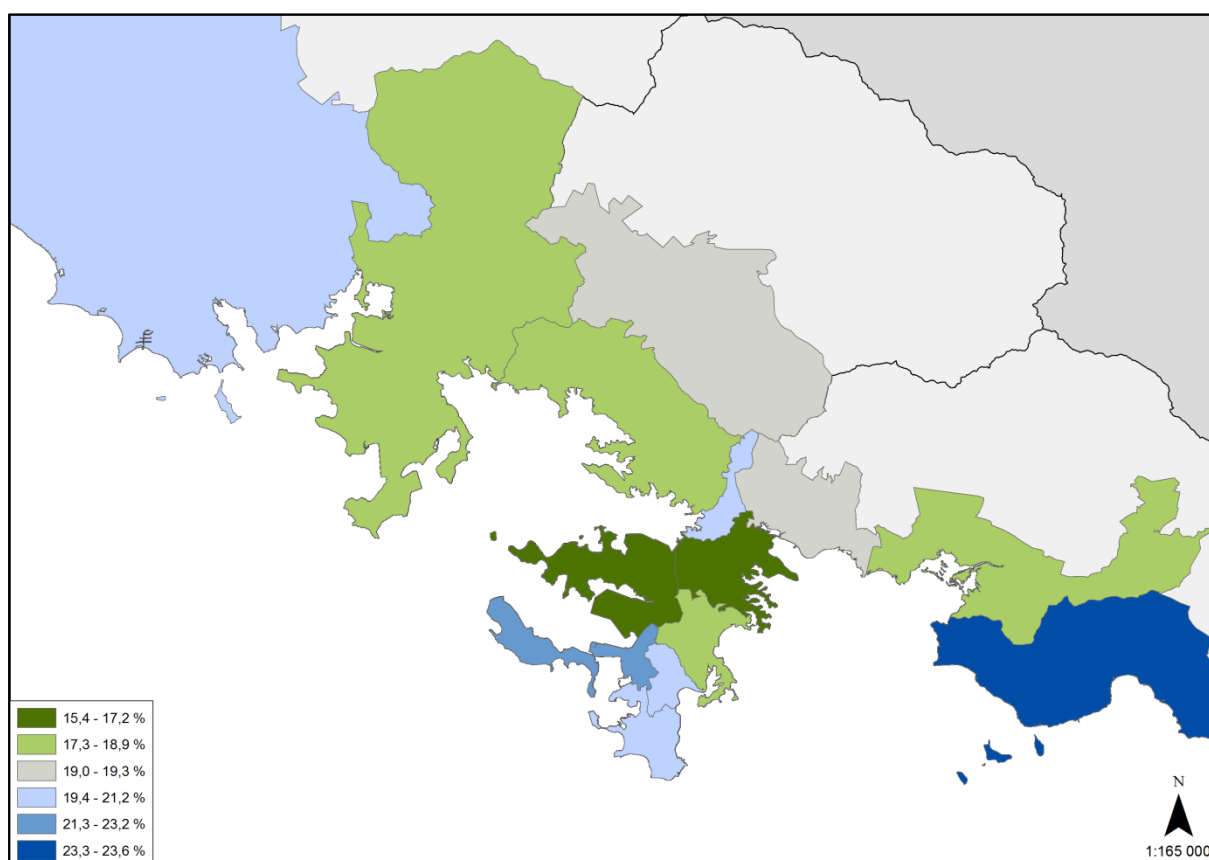 15,4 - 17,2 %
17,3 - 18,9 %
19,0 - 19,3 %
19,4 - 21,2 %
21,3 - 23,2 %
23,3 - 23,6 %
N
1:165 000